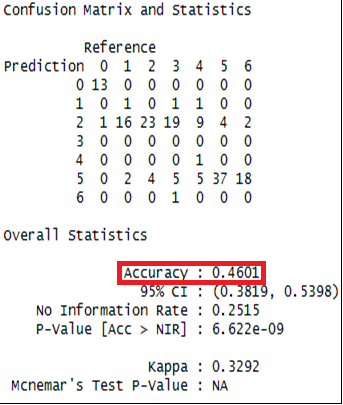 Confusion Matrix and Statistics
Reference
Prediction 0 1 2 3 4 5 6
0 13 0 0 0 0 0 0
1 0 1 0 1 1 0 0
2 1 16 23 19 9 4 2
3 0 0 0 0 0 0 0
4 0 0 0 0 1 0 0
5 0 2 4 5 5 37 18
6 0 0 0 1 0 0 0
Overall Statistics
Accuracy : 0.4601
95% CI : (0.3819, 0.5398)
No Information Rate : 0.2515
P-Value [Acc > NIR] : 6.622e-09
Kappa : 0.3292
Mcnemar's Test P-Value : NA